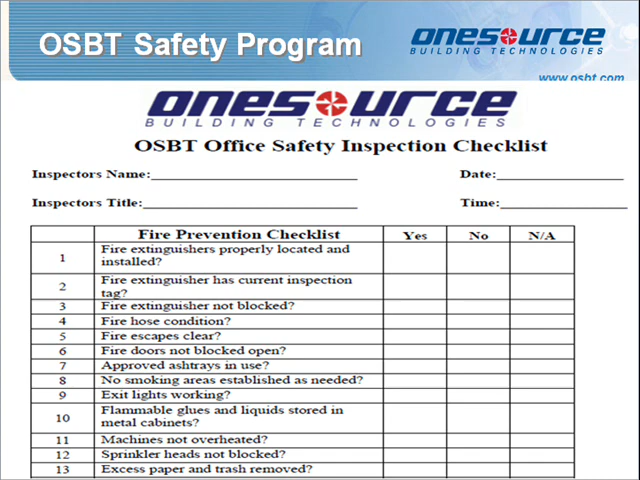 OSBT Safety Program
ONESOURCE
BUILDING TECHNOLOGIES
www.osbt.com
ONESOURCE
BUILDING TECHNOLOGIES
OSBT Office Safety Inspection Checklist
Inspectors Name:
Date:
Inspectors Title:
Time:
Fire Prevention Checklist Yes No N/A
1 Fire extinguishers properly located and
installed?
2 Fire extinguisher has current inspection
tag?
3 Fire extinguisher not blocked?
4 Fire hose condition?
5 Fire escapes clear?
6 Fire doors not blocked open?
7 Approved ashtrays in use?
8 No smoking areas established as needed?
9 Exit lights working?
10 Flammable glues and liquids stored in
metal cabinets?
11 Machines not overheated?
12 Sprinkler heads not blocked?
13 Excess paper and trash removed?